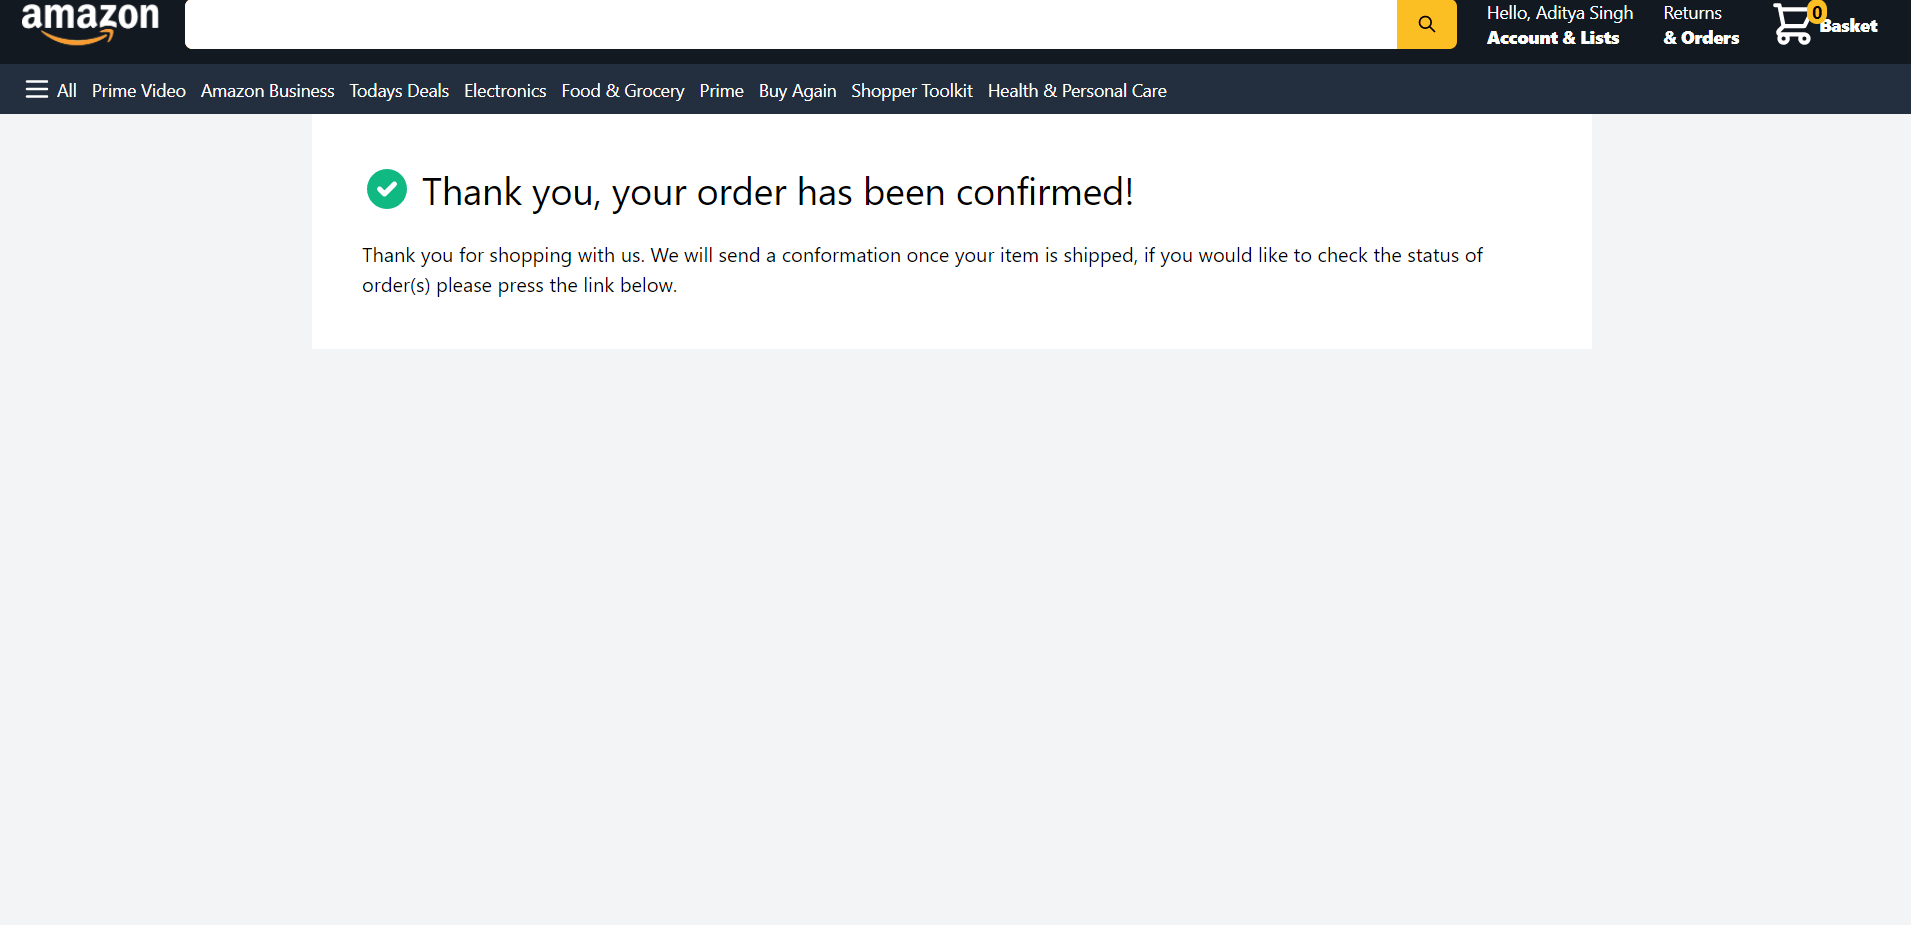 amazon
Hello, Aditya Singh
Account & Lists
Returns
& Orders
0
Basket
All Prime Video Amazon Business Todays Deals Electronics Food & Grocery Prime Buy Again Shopper Toolkit Health & Personal Care
Thank you, your order has been confirmed!
Thank you for shopping with us. We will send a conformation once your item is shipped, if you would like to check the status of
order(s) please press the link below.